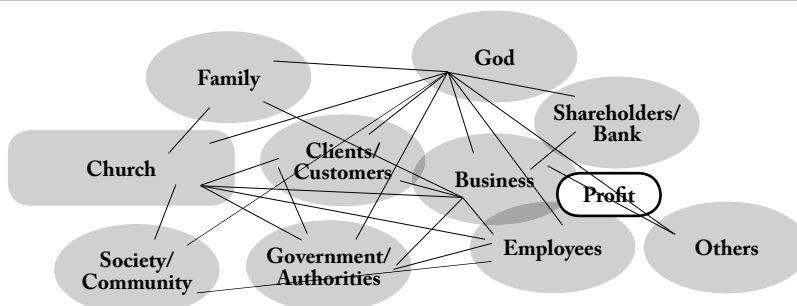 God
Family
Shareholders/
Bank
Clients/
Customers
Church
Business
Profit
Society/
Community
Government/
Authorities
Employees
Others